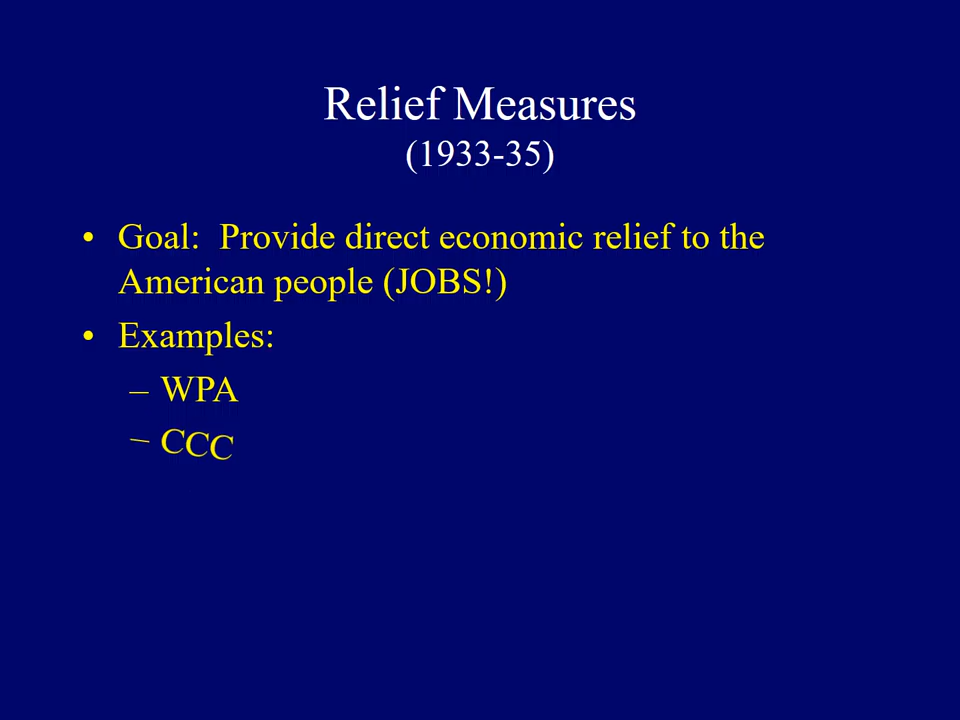 Relief Measures
(1933-35)
• Goal:  Provide direct economic relief to the
American people (JOBS!)
• Examples:
– WPA
– CCC